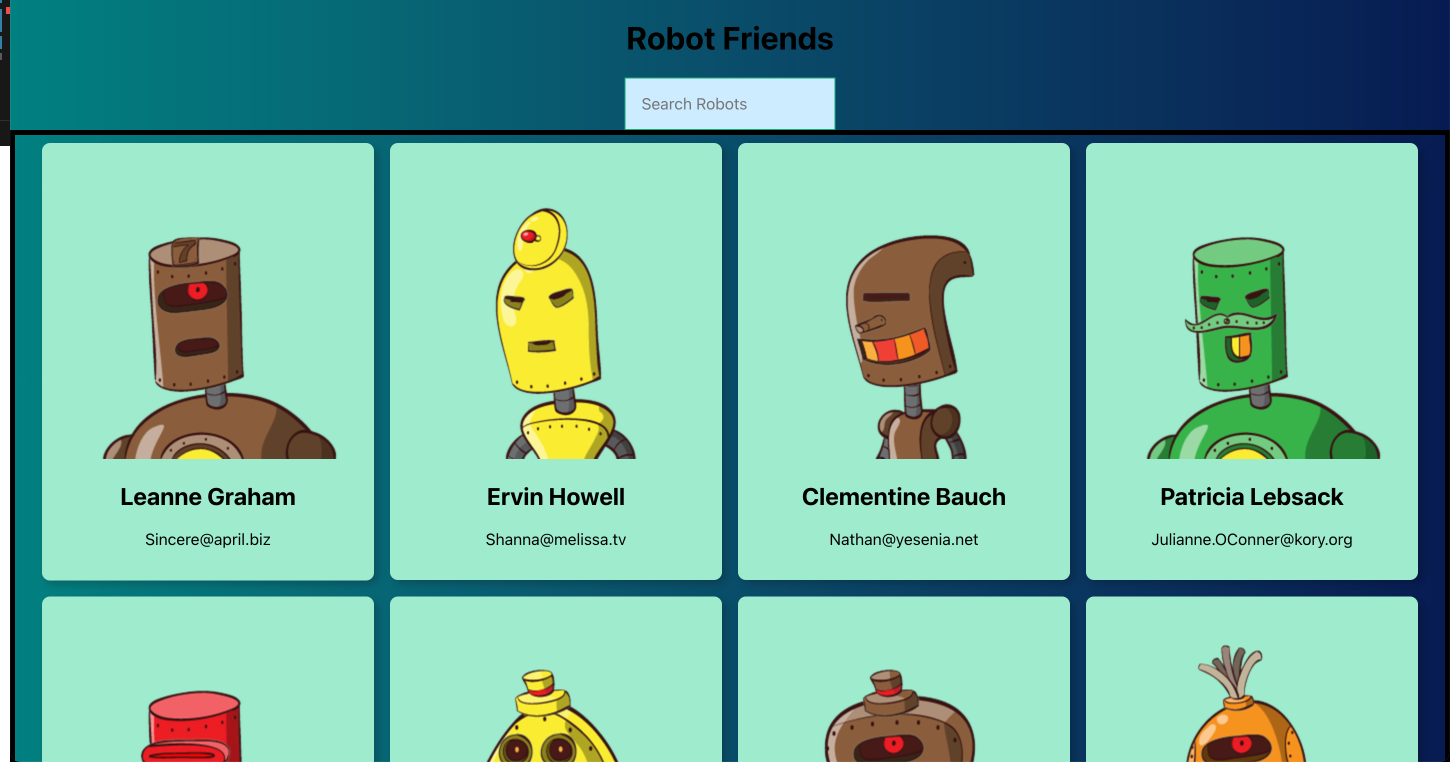 Robot Friends
Search Robots
7
Leanne Graham
Sincere@april.biz
Ervin Howell
Shanna@melissa.tv
Clementine Bauch
Nathan@yesenia.net
Patricia Lebsack
Julianne.OConner@kory.org